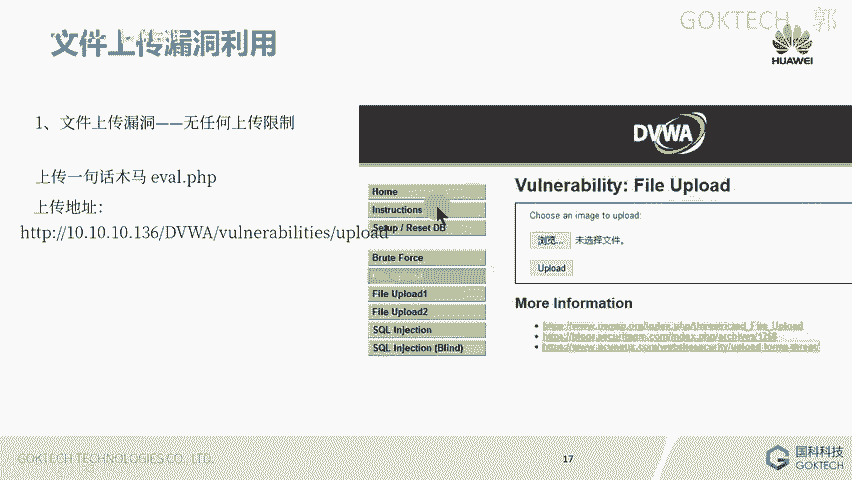 GOKTECH 郭
文件上传漏洞利用
HUAWEI
1、文件上传漏洞——无任何上传限制
上传一句话木马 eval.php
上传地址：
http://10.10.10.136/DVWA/vulnerabilities/upload
DVWA
Home
Instructions
Setup / Reset DB
Brute Force
File Upload1
File Upload2
SQL Injection
SQL Injection (Blind)
Vulnerability: File Upload
Choose an image to upload:
浏览… 未选择文件。
Upload
More Information
GOKTECH TECHNOLOGIES CO., LTD.
17
国科科技
GOKTECH